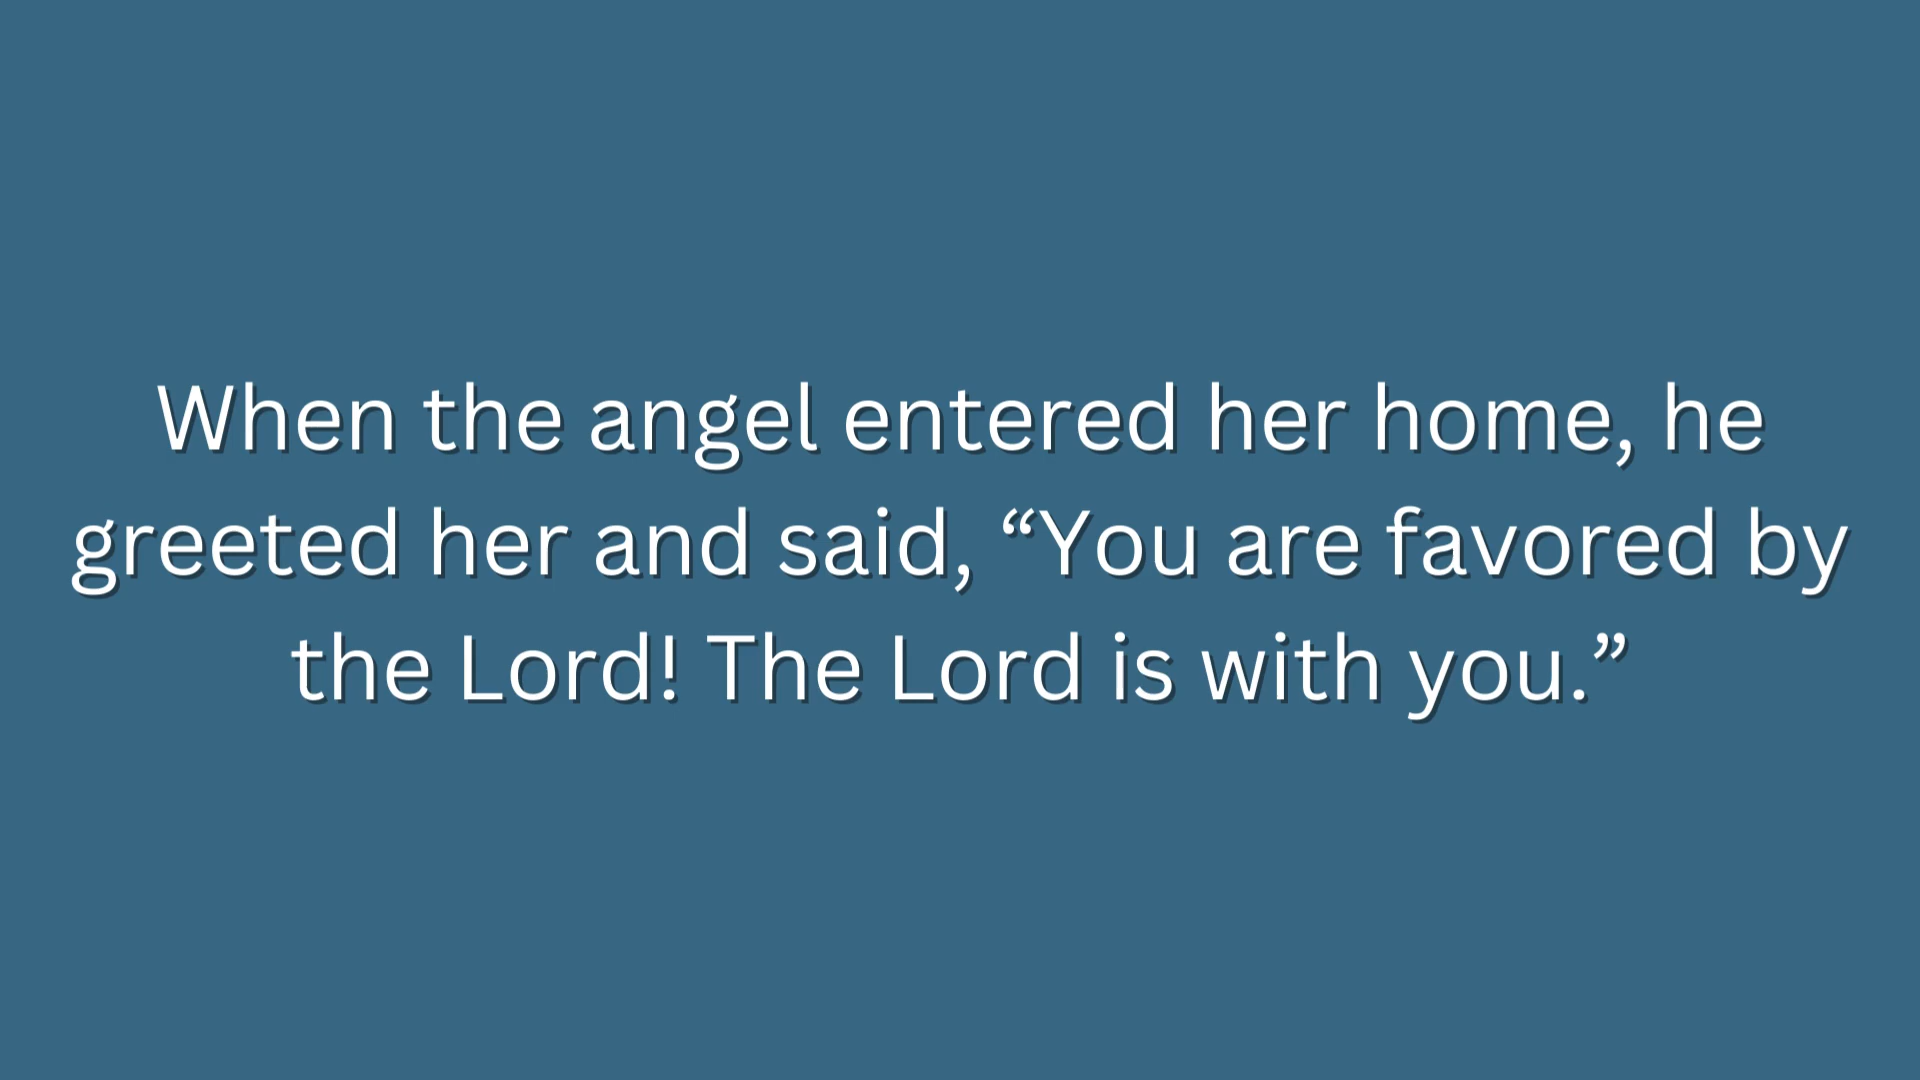 When the angel entered her home, he
greeted her and said, “You are favored by
the Lord! The Lord is with you.”